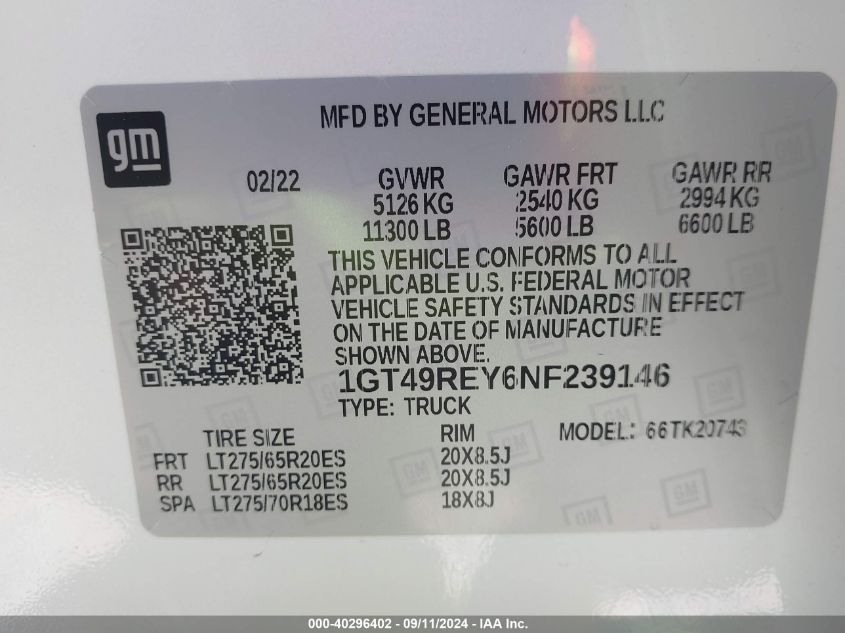 gm
MFD BY GENERAL MOTORS LLC
02/22 GVWR GAWR FRT GAWR RR
5126 KG 2540 KG 2994 KG
11300 LB 5600 LB 6600 LB
THIS VEHICLE CONFORMS TO ALL
APPLICABLE U.S. FEDERAL MOTOR
VEHICLE SAFETY STANDARDS IN EFFECT
ON THE DATE OF MANUFACTURE
SHOWN ABOVE.
1GT49REY6NF239146
TYPE: TRUCK
TIRE SIZE RIM MODEL: 66TK20743
FRT LT275/65R20ES 20X8.5J
RR LT275/65R20ES 20X8.5J
SPA LT275/70R18ES 18X8J
000-40296402 - 09/11/2024 - IAA Inc.